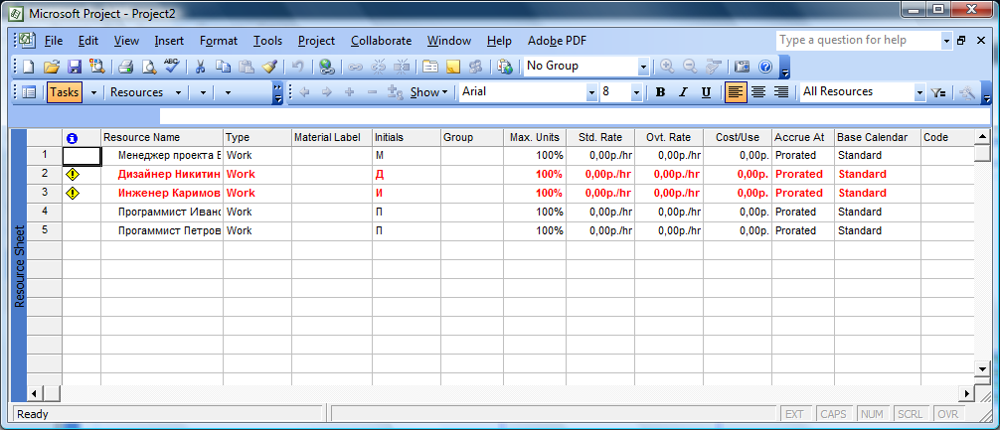 Microsoft Project - Project2
File Edit View Insert Format Tools Project Collaborate Window Help Adobe PDF Type a question for help
ABC No Group
Tasks Resources Show Arial 8 B I U All Resources Y=
Resource Name Type Material Label Initials Group Max. Units Std. Rate Ovt. Rate Cost/Use Accrue At Base Calendar Code
1 Менеджер проекта Work М 100% 0,00р./hr 0,00р./hr 0,00р. Prorated Standard
2 Дизайнер Никитин Work Д 100% 0,00р./hr 0,00р./hr 0,00р. Prorated Standard
3 Инженер Каримов Work И 100% 0,00р./hr 0,00р./hr 0,00р. Prorated Standard
4 Программист Иванс Work П 100% 0,00р./hr 0,00р./hr 0,00р. Prorated Standard
5 Прогаммист Петров Work П 100% 0,00р./hr 0,00р./hr 0,00р. Prorated Standard
Resource Sheet
Ready EXT CAPS NUM SCRL OVR